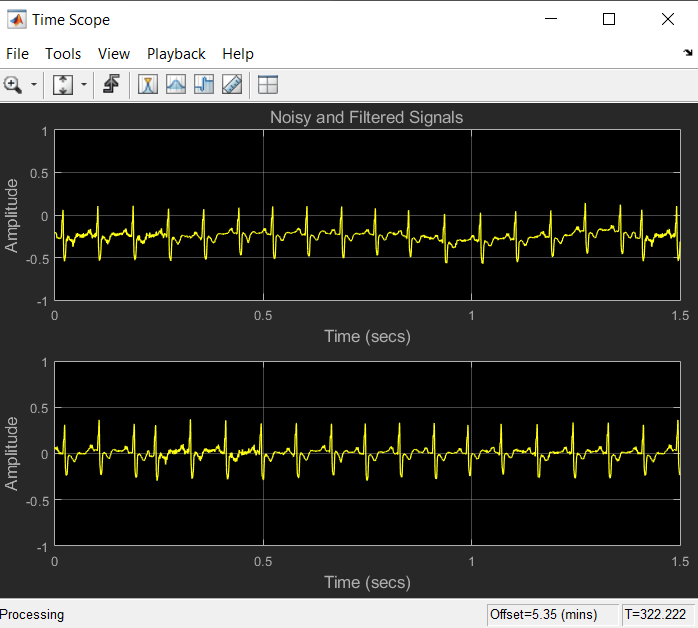 Time Scope
File Tools View Playback Help
Noisy and Filtered Signals
1
0.5
0
-0.5
-1
Amplitude
0 0.5 1 1.5
Time (secs)
1
0.5
0
-0.5
-1
Amplitude
0 0.5 1 1.5
Time (secs)
Processing Offset=5.35 (mins) T=322.222